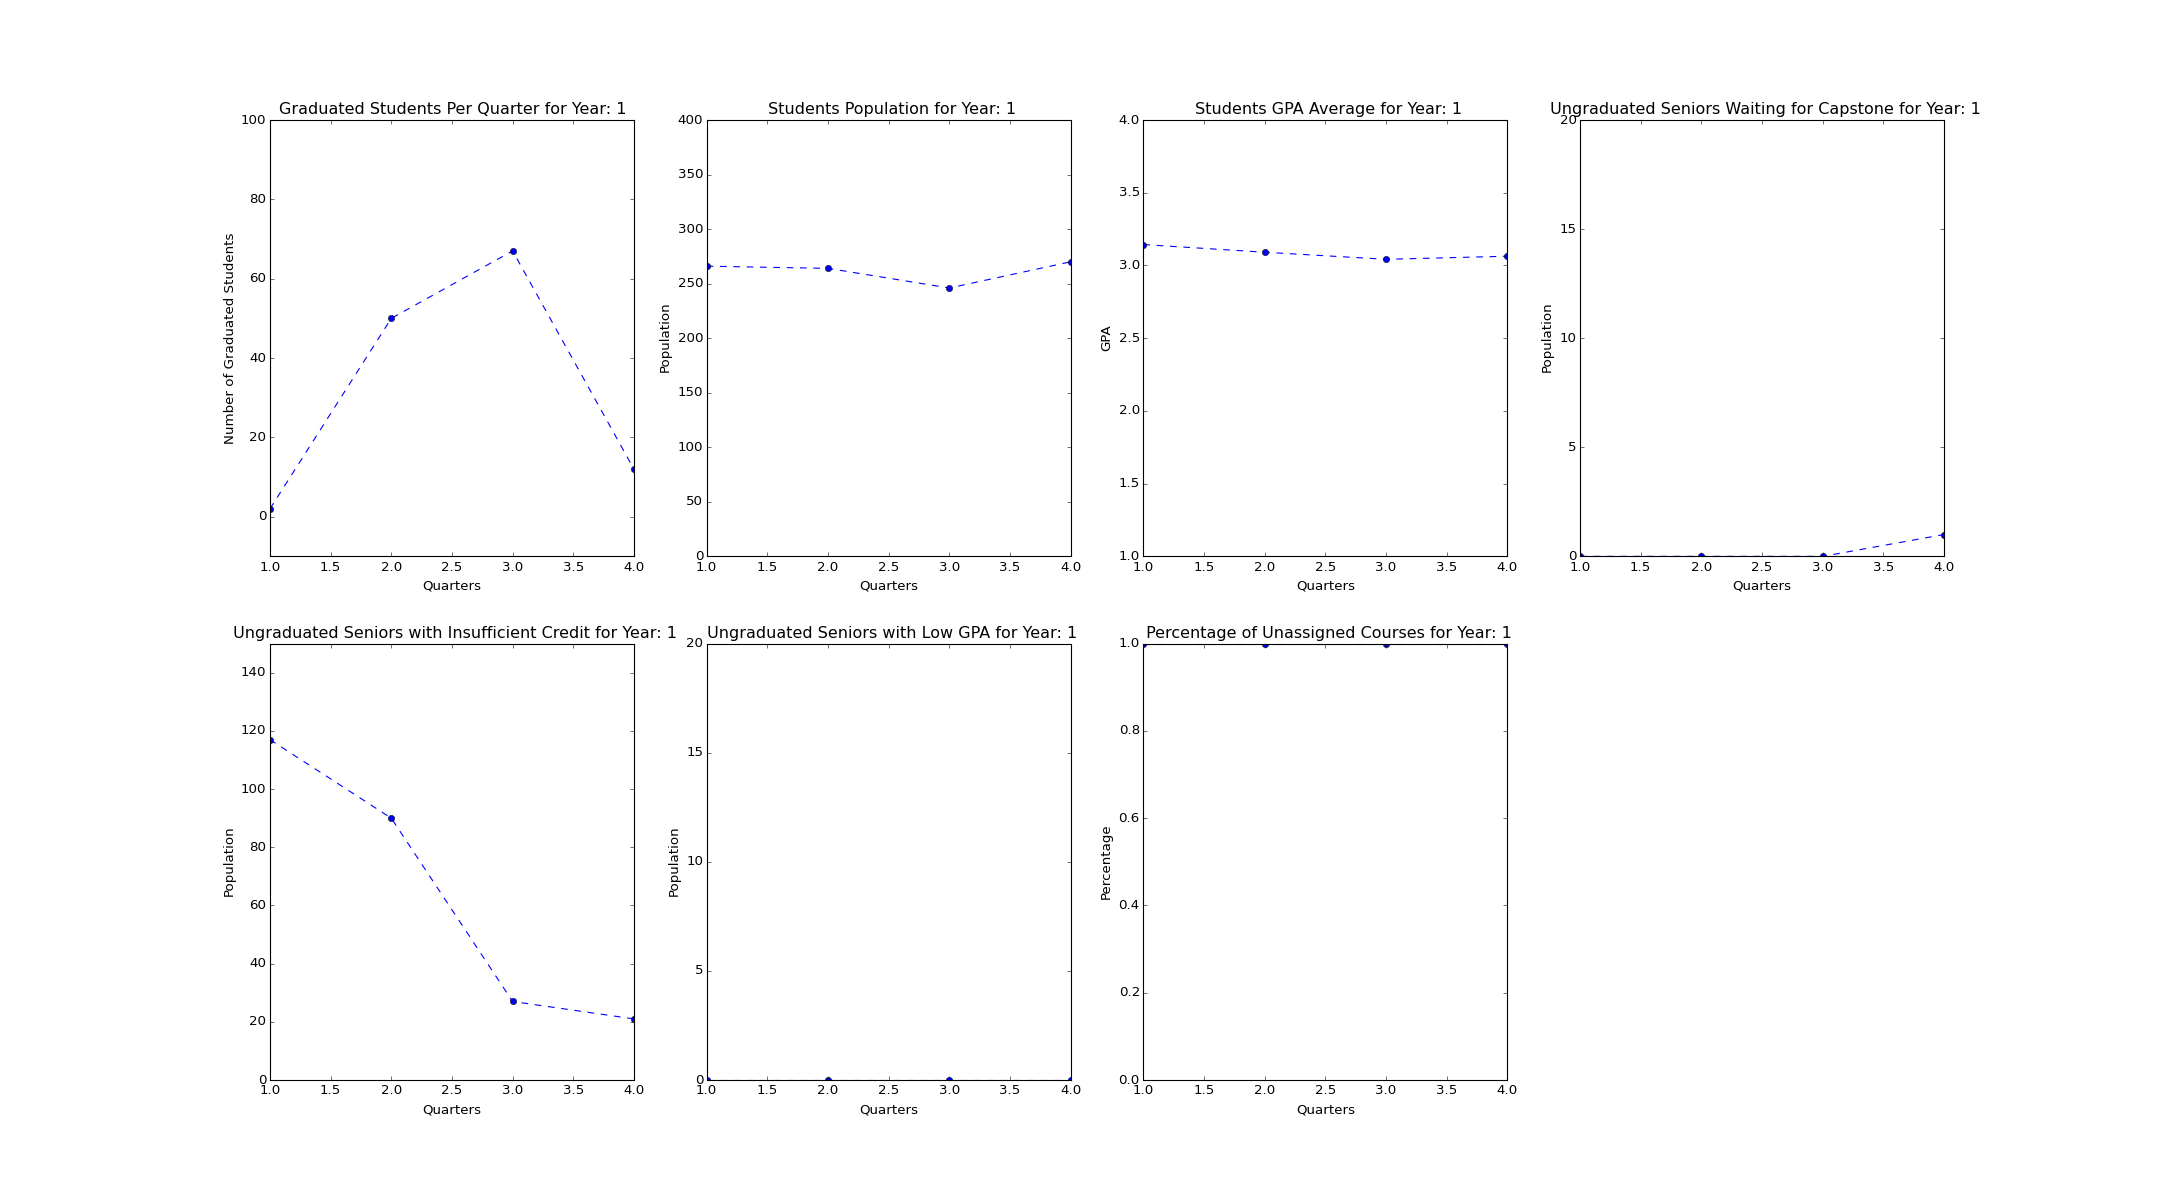 Graduated Students Per Quarter for Year: 1
100
80
60
40
20
0
Number of Graduated Students
1.0 1.5 2.0 2.5 3.0 3.5 4.0
Quarters
Students Population for Year: 1
400
350
300
250
200
150
100
50
0
Population
1.0 1.5 2.0 2.5 3.0 3.5 4.0
Quarters
Students GPA Average for Year: 1
4.0
3.5
3.0
2.5
2.0
1.5
1.0
GPA
1.0 1.5 2.0 2.5 3.0 3.5 4.0
Quarters
Ungraduated Seniors Waiting for Capstone for Year: 1
20
15
10
5
0
Population
1.0 1.5 2.0 2.5 3.0 3.5 4.0
Quarters
Ungraduated Seniors with Insufficient Credit for Year: 1
140
120
100
80
60
40
20
0
Population
1.0 1.5 2.0 2.5 3.0 3.5 4.0
Quarters
Ungraduated Seniors with Low GPA for Year: 1
20
15
10
5
0
Population
1.0 1.5 2.0 2.5 3.0 3.5 4.0
Quarters
Percentage of Unassigned Courses for Year: 1
1.0
0.8
0.6
0.4
0.2
0.0
Percentage
1.0 1.5 2.0 2.5 3.0 3.5 4.0
Quarters